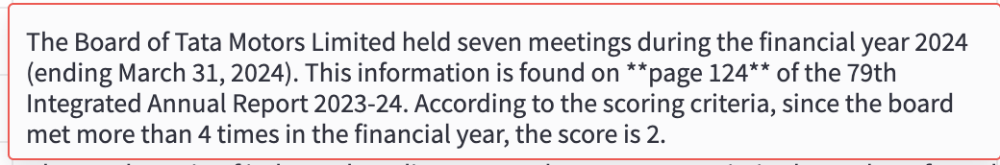 The Board of Tata Motors Limited held seven meetings during the financial year 2024
(ending March 31, 2024). This information is found on **page 124** of the 79th
Integrated Annual Report 2023-24. According to the scoring criteria, since the board
met more than 4 times in the financial year, the score is 2.